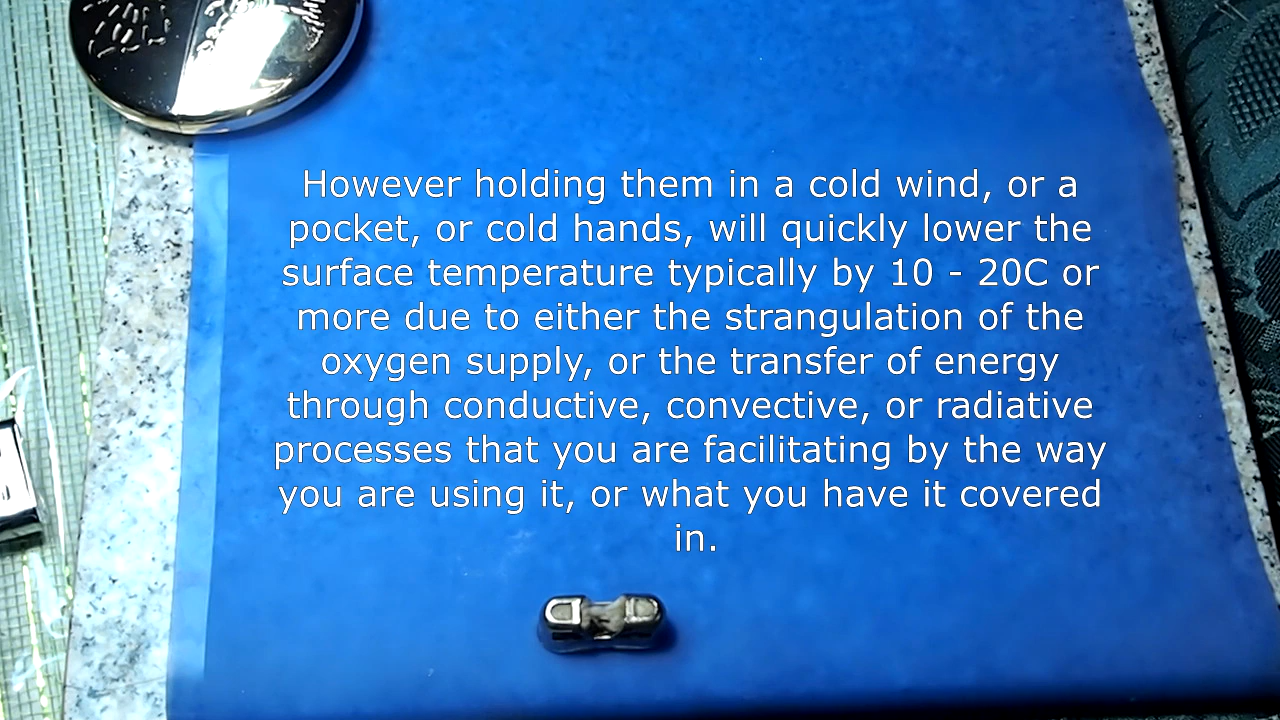 However holding them in a cold wind, or a
pocket, or cold hands, will quickly lower the
surface temperature typically by 10 - 20C or
more due to either the strangulation of the
oxygen supply, or the transfer of energy
through conductive, convective, or radiative
processes that you are facilitating by the way
you are using it, or what you have it covered
in.